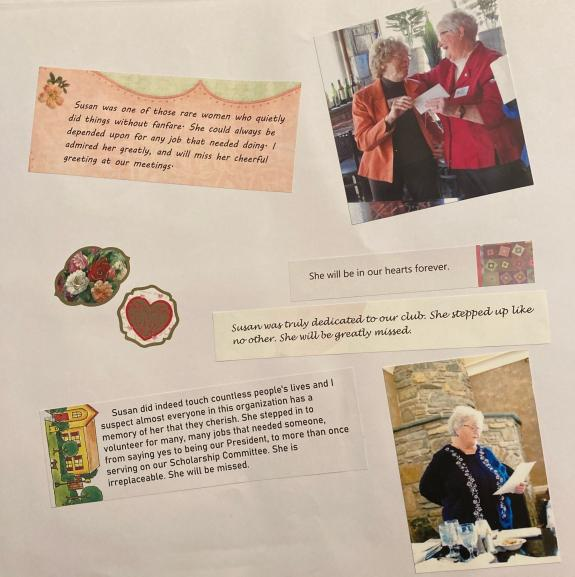 Susan was one of those rare women who quietly
did things without fanfare. She could always be
depended upon for any job that needed doing. I
admired her greatly, and will miss her cheerful
greeting at our meetings.
She will be in our hearts forever.
Susan was truly dedicated to our club. She stepped up like
no other. She will be greatly missed.
Susan did indeed touch countless people's lives and I
suspect almost everyone in this organization has a
memory of her that they cherish. She stepped in to
volunteer for many, many jobs that needed someone,
from saying yes to being our President, to more than once
serving on our Scholarship Committee. She is
irreplaceable. She will be missed.